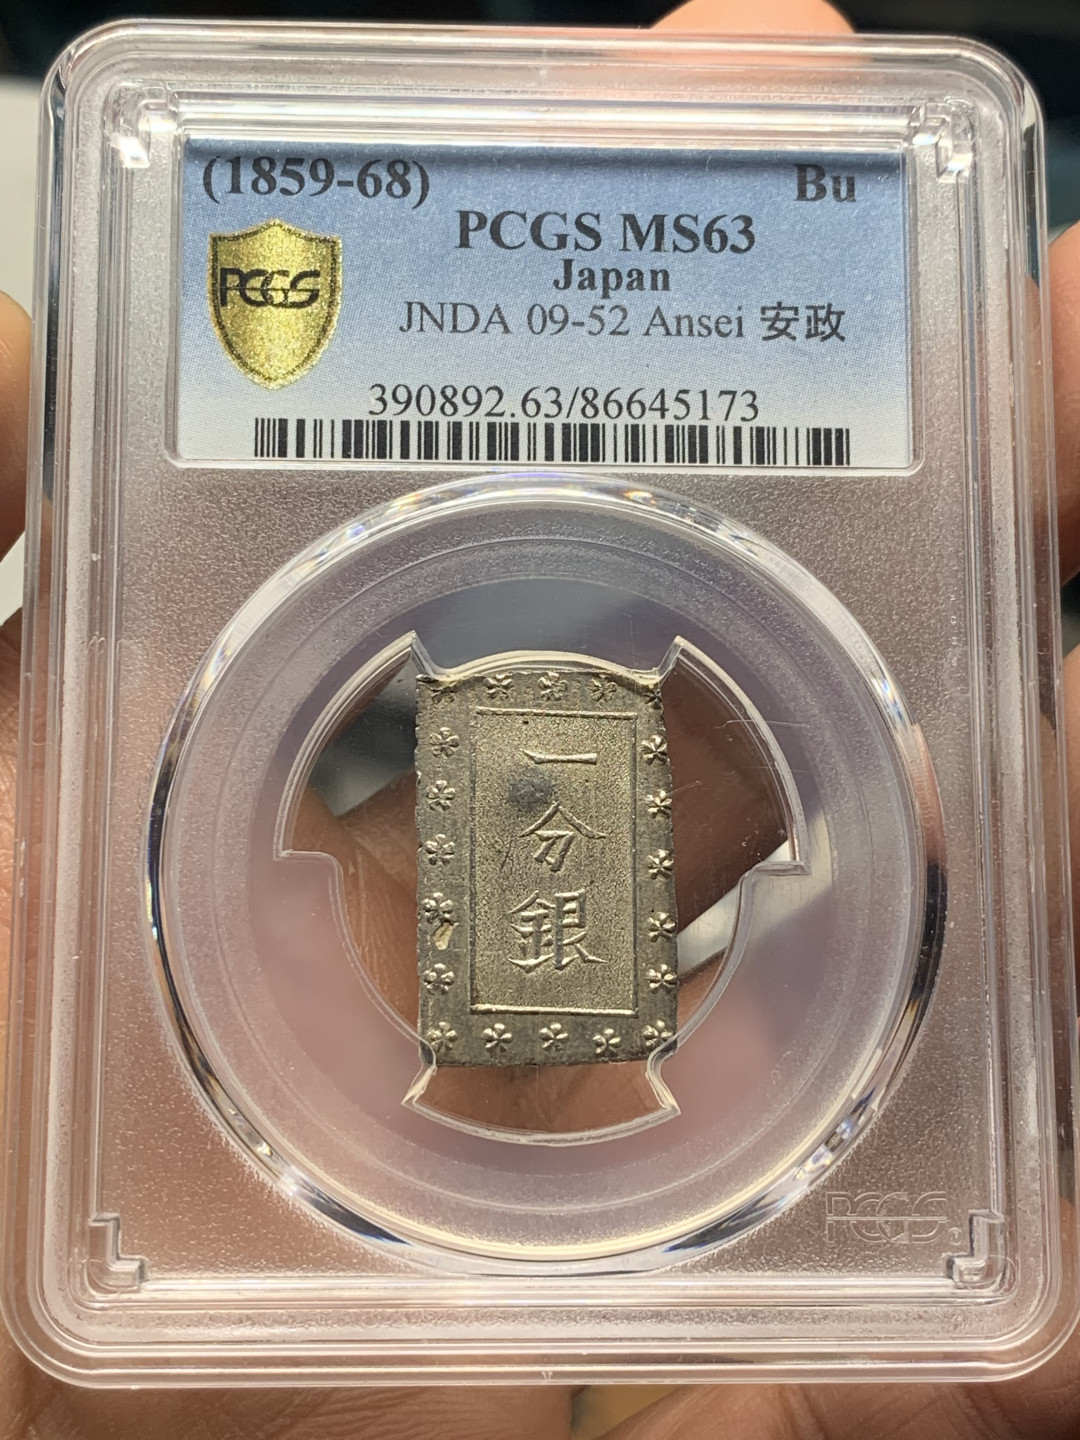 (1859-68) Bu
PCGS MS63
Japan
PCGS
JNDA 09-52 Ansei 安政
390892.63/86645173
一
分
銀
PCGS